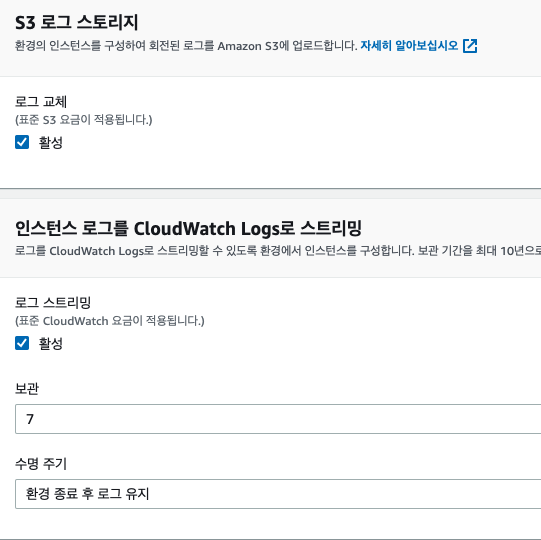 S3 로그 스토리지
환경의 인스턴스를 구성하여 회전된 로그를 Amazon S3에 업로드합니다. 자세히 알아보십시오
로그 교체
(표준 S3 요금이 적용됩니다.)
활성
인스턴스 로그를 CloudWatch Logs로 스트리밍
로그를 CloudWatch Logs로 스트리밍할 수 있도록 환경에서 인스턴스를 구성합니다. 보관 기간을 최대 10년으로
로그 스트리밍
(표준 CloudWatch 요금이 적용됩니다.)
활성
보관
7
수명 주기
환경 종료 후 로그 유지